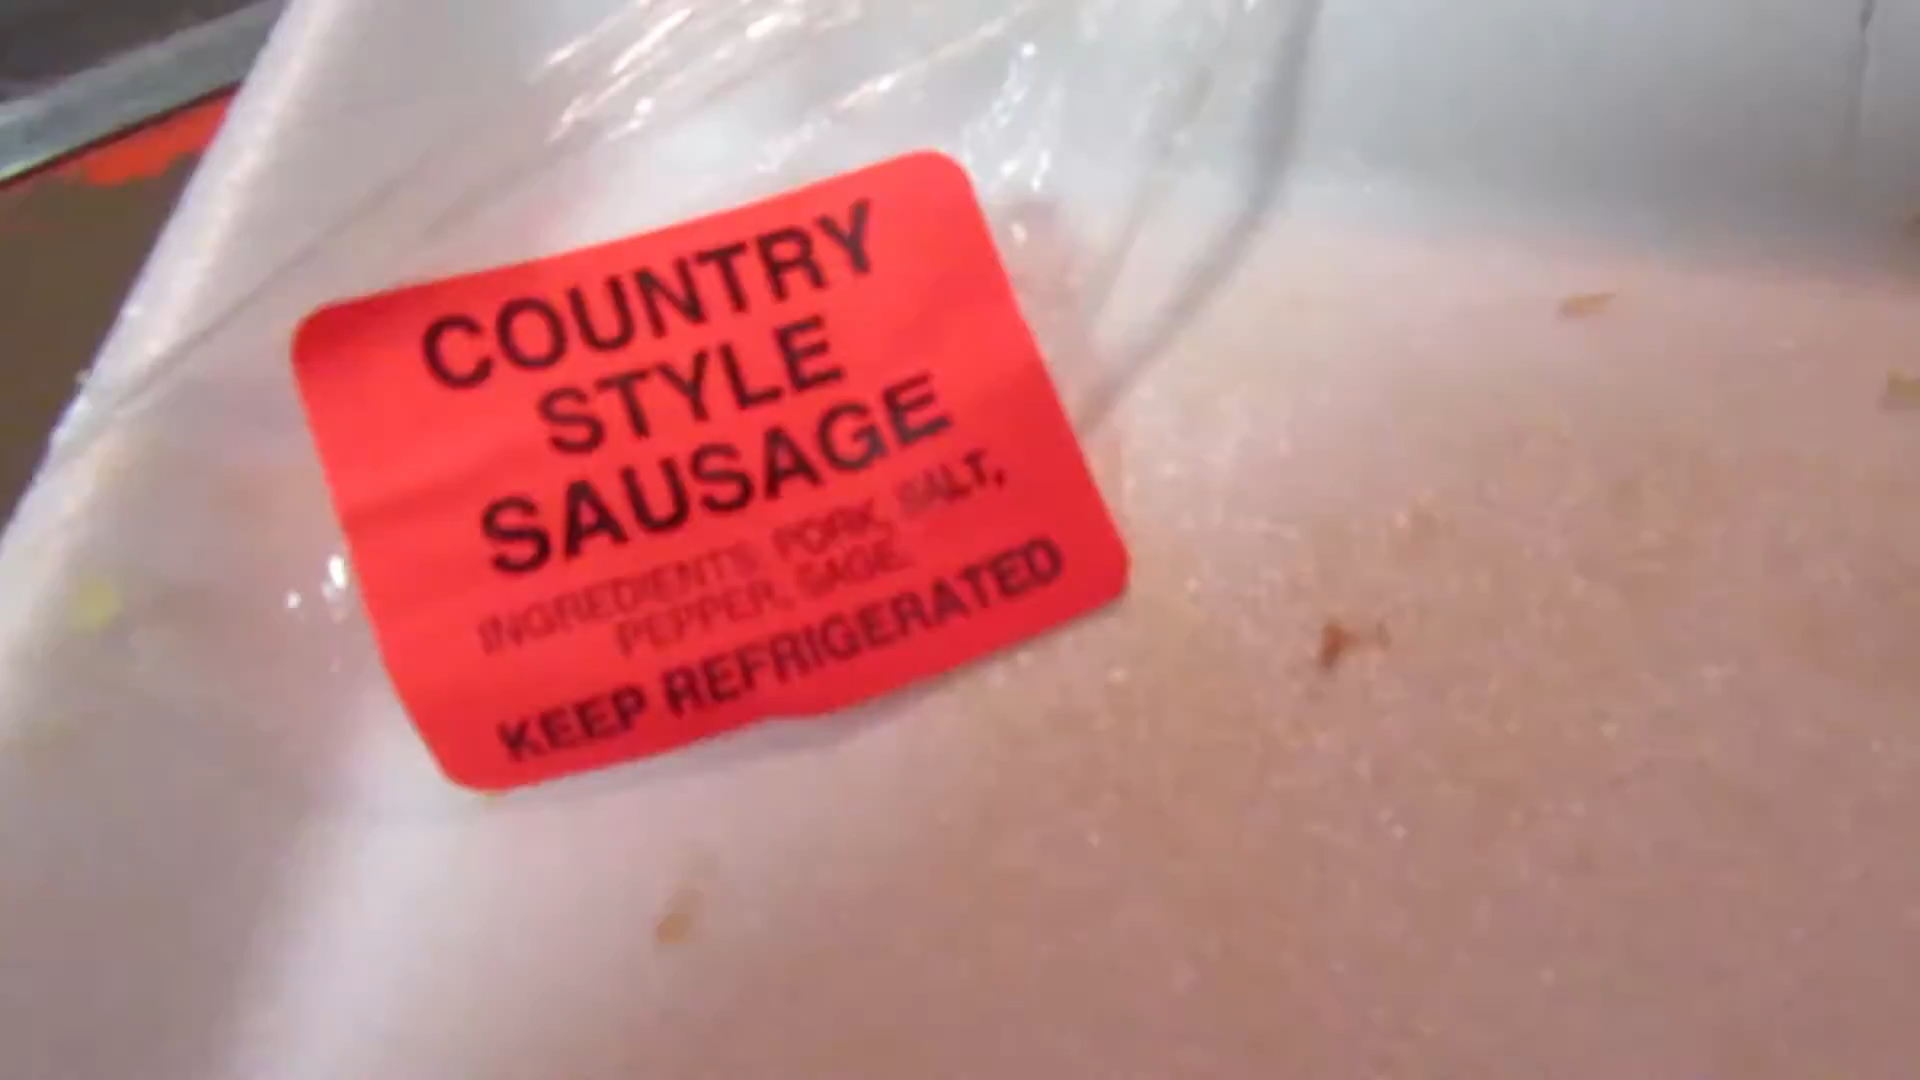 COUNTRY
STYLE
SAUSAGE
INGREDIENTS: PORK, SALT,
PEPPER, SAGE.
KEEP REFRIGERATED